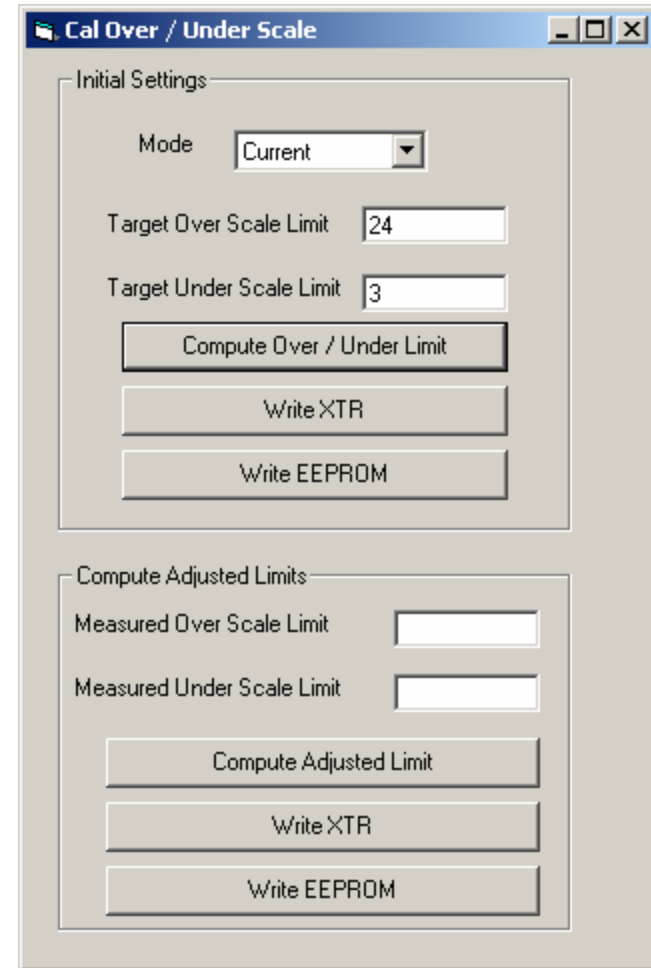 Cal Over / Under Scale
Initial Settings
Mode Current
Target Over Scale Limit 24
Target Under Scale Limit 3
Compute Over / Under Limit
Write XTR
Write EEPROM
Compute Adjusted Limits
Measured Over Scale Limit
Measured Under Scale Limit
Compute Adjusted Limit
Write XTR
Write EEPROM